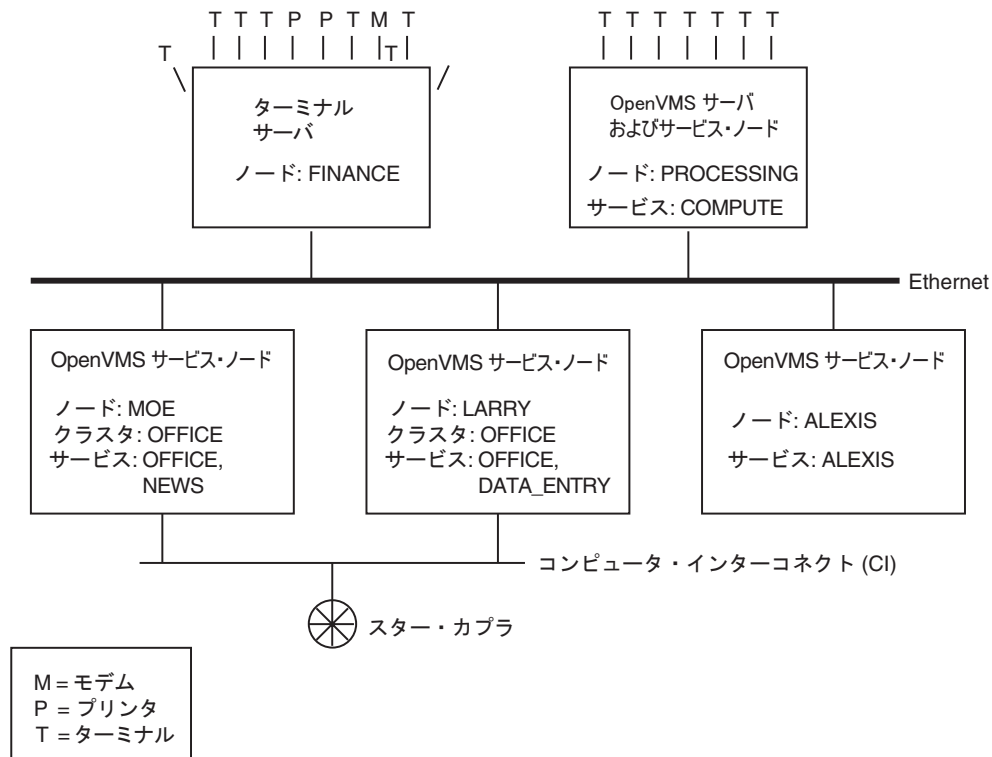 T T T P P T M T
T
T
ターミナル
サーバ
ノード: FINANCE
T T T T T T T
OpenVMS サーバ
およびサービス・ノード
ノード: PROCESSING
サービス: COMPUTE
Ethernet
OpenVMS サービス・ノード
ノード: MOE
クラスタ: OFFICE
サービス: OFFICE,
NEWS
OpenVMS サービス・ノード
ノード: LARRY
クラスタ: OFFICE
サービス: OFFICE,
DATA_ENTRY
OpenVMS サービス・ノード
ノード: ALEXIS
サービス: ALEXIS
コンピュータ・インターコネクト (CI)
スター・カプラ
M = モデム
P = プリンタ
T = ターミナル